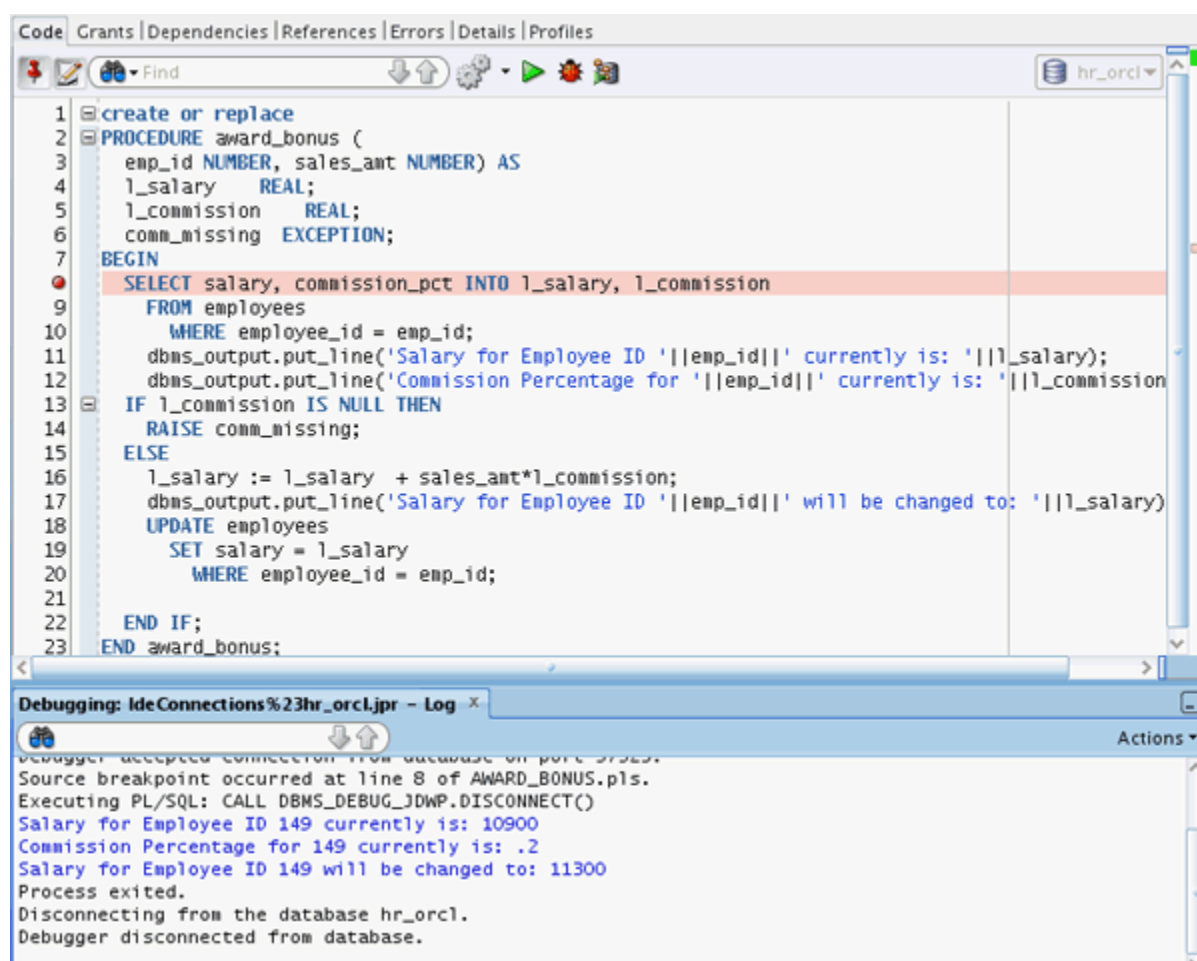 Code Grants | Dependencies | References | Errors | Details | Profiles
Find hr_orcl
1 create or replace
2 PROCEDURE award_bonus (
3 emp_id NUMBER, sales_amt NUMBER) AS
4 l_salary REAL;
5 l_commission REAL;
6 comm_missing EXCEPTION;
7 BEGIN
SELECT salary, commission_pct INTO l_salary, l_commission
9 FROM employees
10 WHERE employee_id = emp_id;
11 dbms_output.put_line('Salary for Employee ID '||emp_id||' currently is: '||l_salary);
12 dbms_output.put_line('Commission Percentage for '||emp_id||' currently is: '||l_commission
13 IF l_commission IS NULL THEN
14 RAISE comm_missing;
15 ELSE
16 l_salary := l_salary + sales_amt*l_commission;
17 dbms_output.put_line('Salary for Employee ID '||emp_id||' will be changed to: '||l_salary)
18 UPDATE employees
19 SET salary = l_salary
20 WHERE employee_id = emp_id;
21
22 END IF;
23 END award_bonus;
Debugging: IdeConnections%23hr_orcl.jpr - Log x
Actions
Debugger accepted connection from database on port
Source breakpoint occurred at line 8 of AWARD_BONUS.pls.
Executing PL/SQL: CALL DBMS_DEBUG_JDWP.DISCONNECT()
Salary for Employee ID 149 currently is: 10900
Commission Percentage for 149 currently is: .2
Salary for Employee ID 149 will be changed to: 11300
Process exited.
Disconnecting from the database hr_orcl.
Debugger disconnected from database.